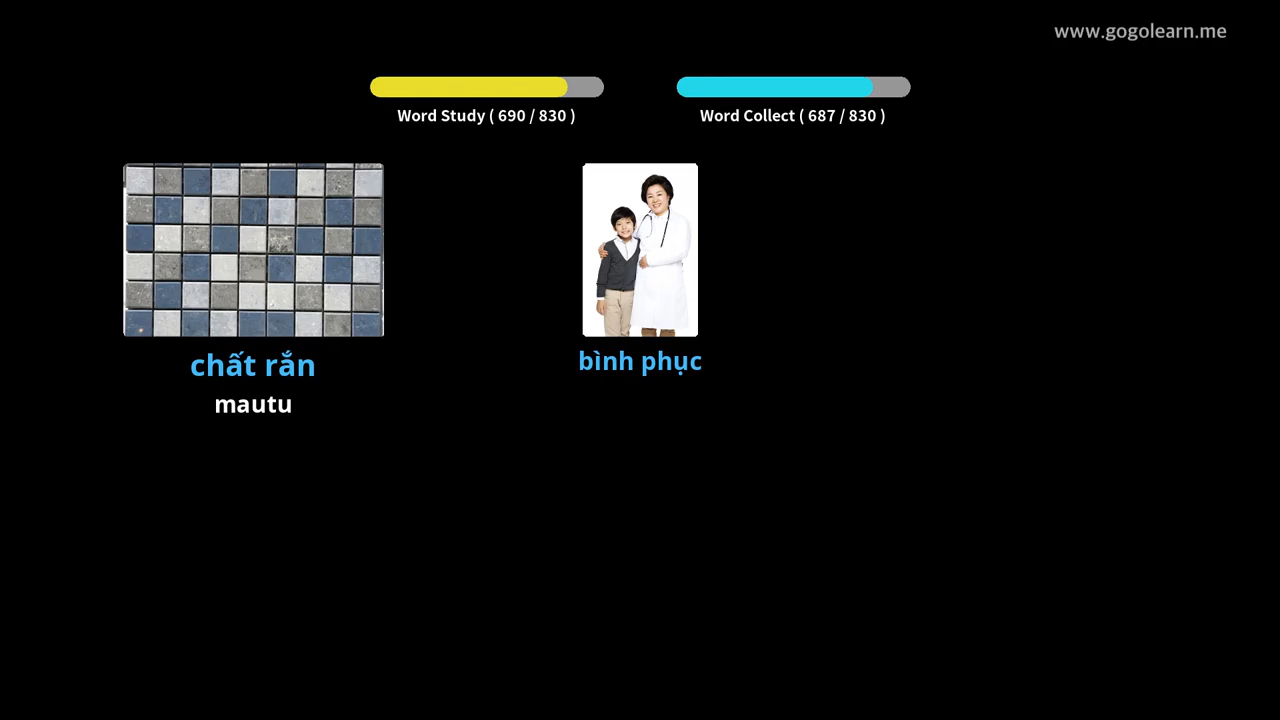 www.gogolearn.me
Word Study ( 690 / 830 )
Word Collect ( 687 / 830 )
chất rắn
mautu
bình phục